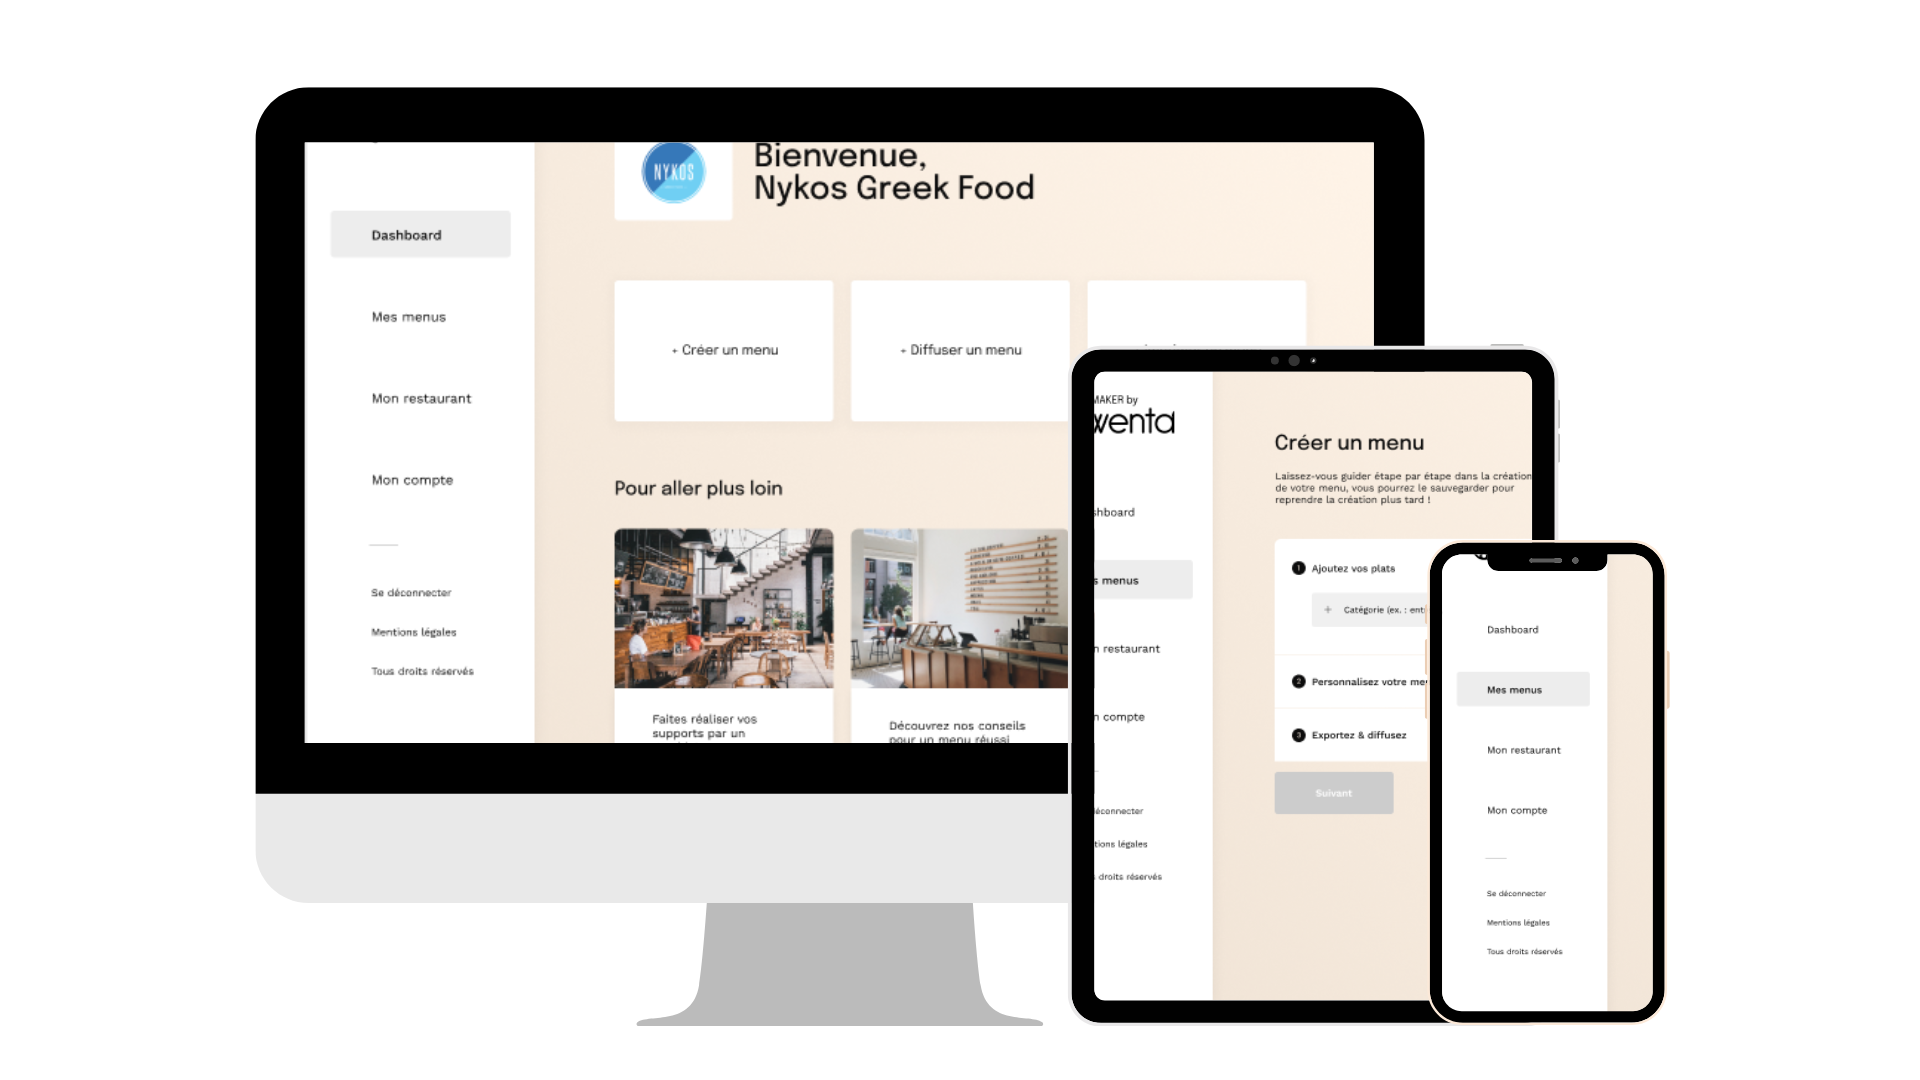 NYKOS
Bienvenue,
Nykos Greek Food
Dashboard
Mes menus
Mon restaurant
Mon compte
Se déconnecter
Mentions légales
Tous droits réservés
+ Créer un menu
+ Diffuser un menu
Pour aller plus loin
Faites réaliser vos
supports par un
Découvrez nos conseils
pour un menu réussi
MAKER by
wenta
shboard
s menus
n restaurant
n compte
déconnecter
tions légales
s droits réservés
Créer un menu
Laissez-vous guider étape par étape dans la création
de votre menu, vous pourrez le sauvegarder pour
reprendre la création plus tard !
1 Ajoutez vos plats
+ Catégorie (ex. : ent
2 Personnalisez votre me
3 Exportez & diffusez
Suivant
Dashboard
Mes menus
Mon restaurant
Mon compte
Se déconnecter
Mentions légales
Tous droits réservés